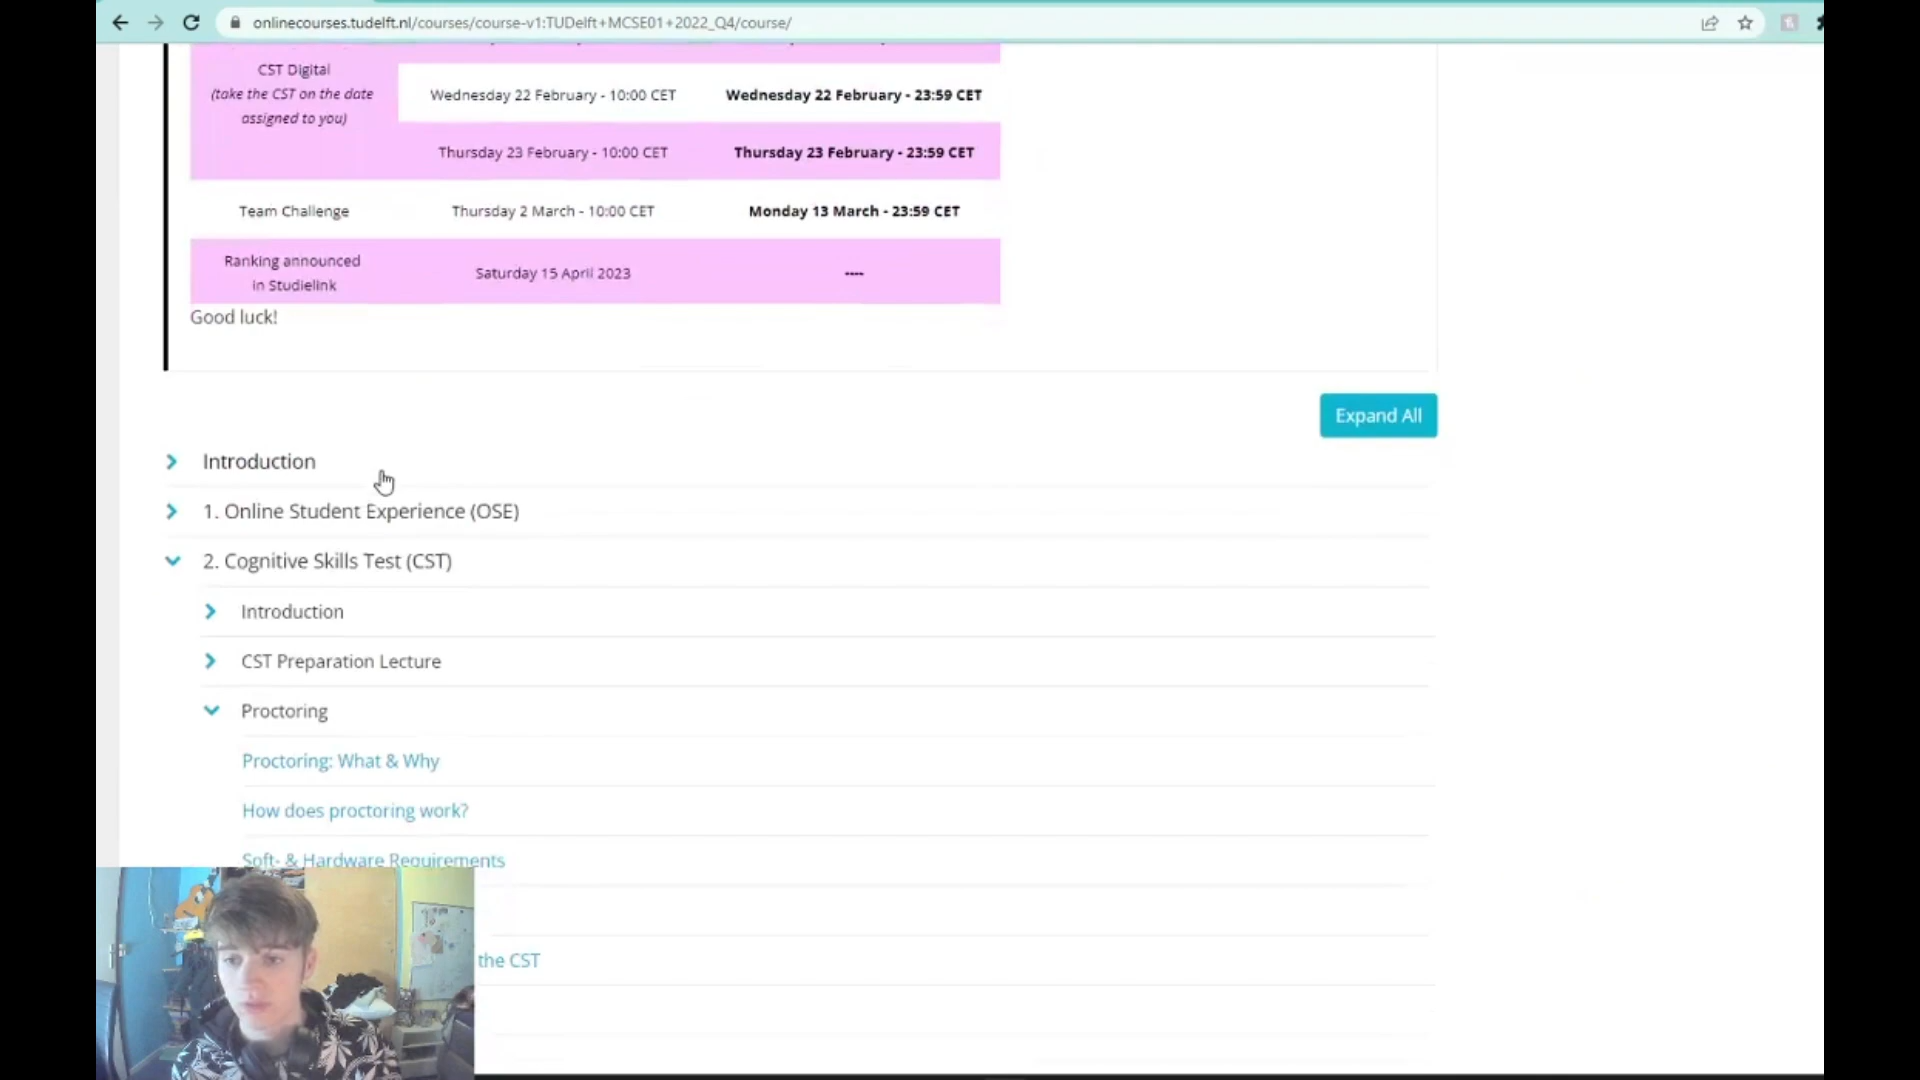 onlinecourses.tudelft.nl/courses/course-v1:TUDelft+MCSE01+2022_Q4/course/
CST Digital
(take the CST on the date
assigned to you)
Wednesday 22 February - 10:00 CET
Wednesday 22 February - 23:59 CET
Thursday 23 February - 10:00 CET
Thursday 23 February - 23:59 CET
Team Challenge
Thursday 2 March - 10:00 CET
Monday 13 March - 23:59 CET
Ranking announced
in Studielink
Saturday 15 April 2023
----
Good luck!
Expand All
Introduction
1. Online Student Experience (OSE)
2. Cognitive Skills Test (CST)
Introduction
CST Preparation Lecture
Proctoring
Proctoring: What & Why
How does proctoring work?
Soft- & Hardware Requirements
the CST